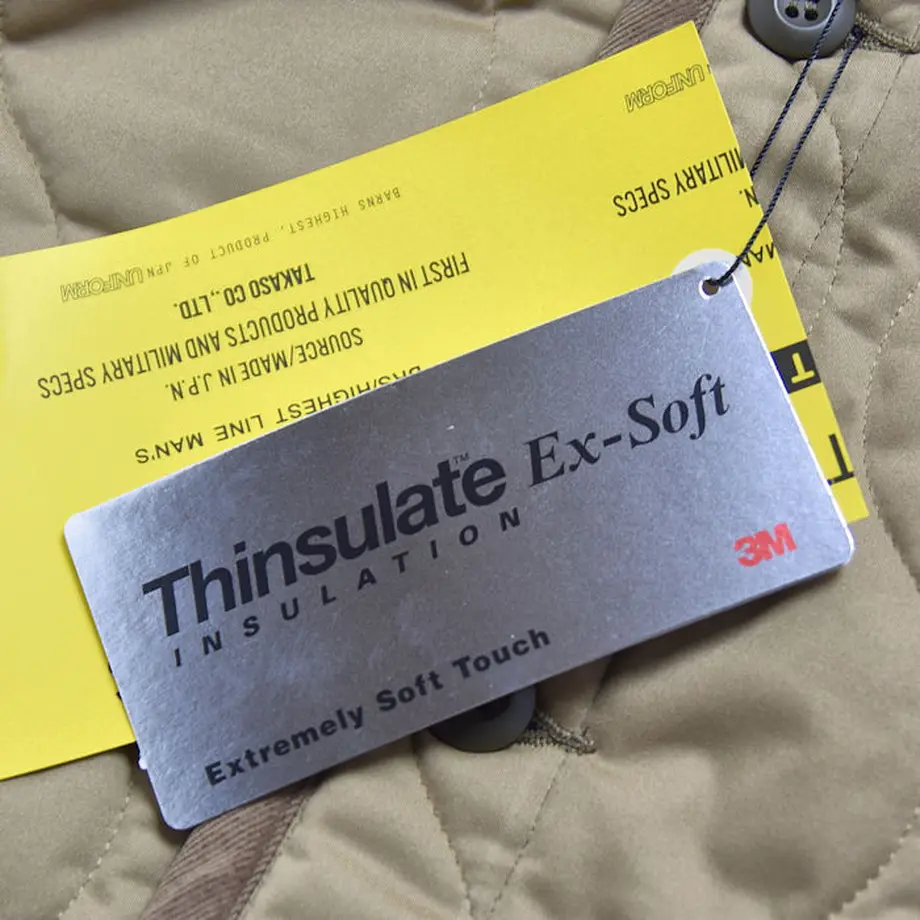 Thinsulate™ Ex-Soft
INSULATION
3M
Extremely Soft Touch
HIGHEST LINE MAN'S
SOURCE/MADE IN J.P.N.
FIRST IN QUALITY PRODUCTS AND MILITARY SPECS
TAKASO CO.,LTD.
BARNS HIGHEST. PRODUCT OF JPN UNIFORM
MILITARY SPECS
UNIFORM